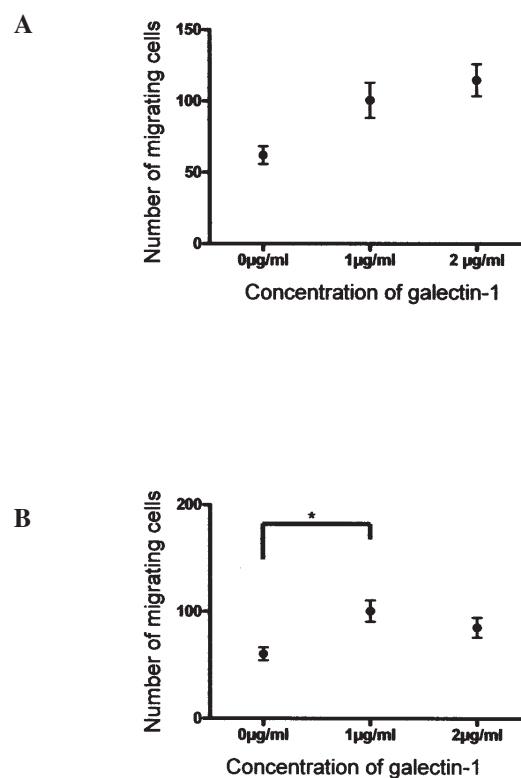 A
Number of migrating cells
150
100
50
0
0µg/ml 1µg/ml 2 µg/ml
Concentration of galectin-1
B
Number of migrating cells
200
*
100
0
0µg/ml 1µg/ml 2µg/ml
Concentration of galectin-1